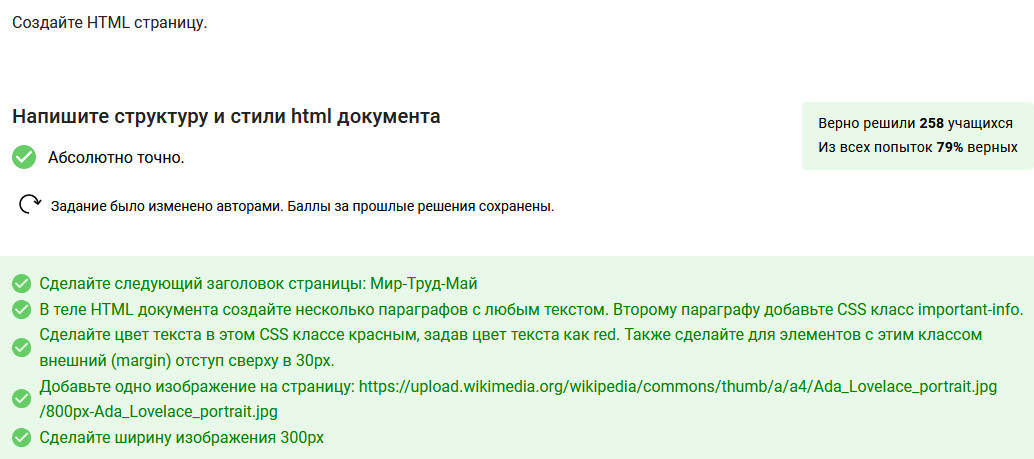 Создайте HTML страницу.
Напишите структуру и стили html документа
Верно решили 258 учащихся
Из всех попыток 79% верных
Абсолютно точно.
Задание было изменено авторами. Баллы за прошлые решения сохранены.
Сделайте следующий заголовок страницы: Мир-Труд-Май
В теле HTML документа создайте несколько параграфов с любым текстом. Второму параграфу добавьте CSS класс important-info.
Сделайте цвет текста в этом CSS классе красным, задав цвет текста как red. Также сделайте для элементов с этим классом
внешний (margin) отступ сверху в 30px.
Добавьте одно изображение на страницу: https://upload.wikimedia.org/wikipedia/commons/thumb/a/a4/Ada_Lovelace_portrait.jpg
/800px-Ada_Lovelace_portrait.jpg
Сделайте ширину изображения 300px